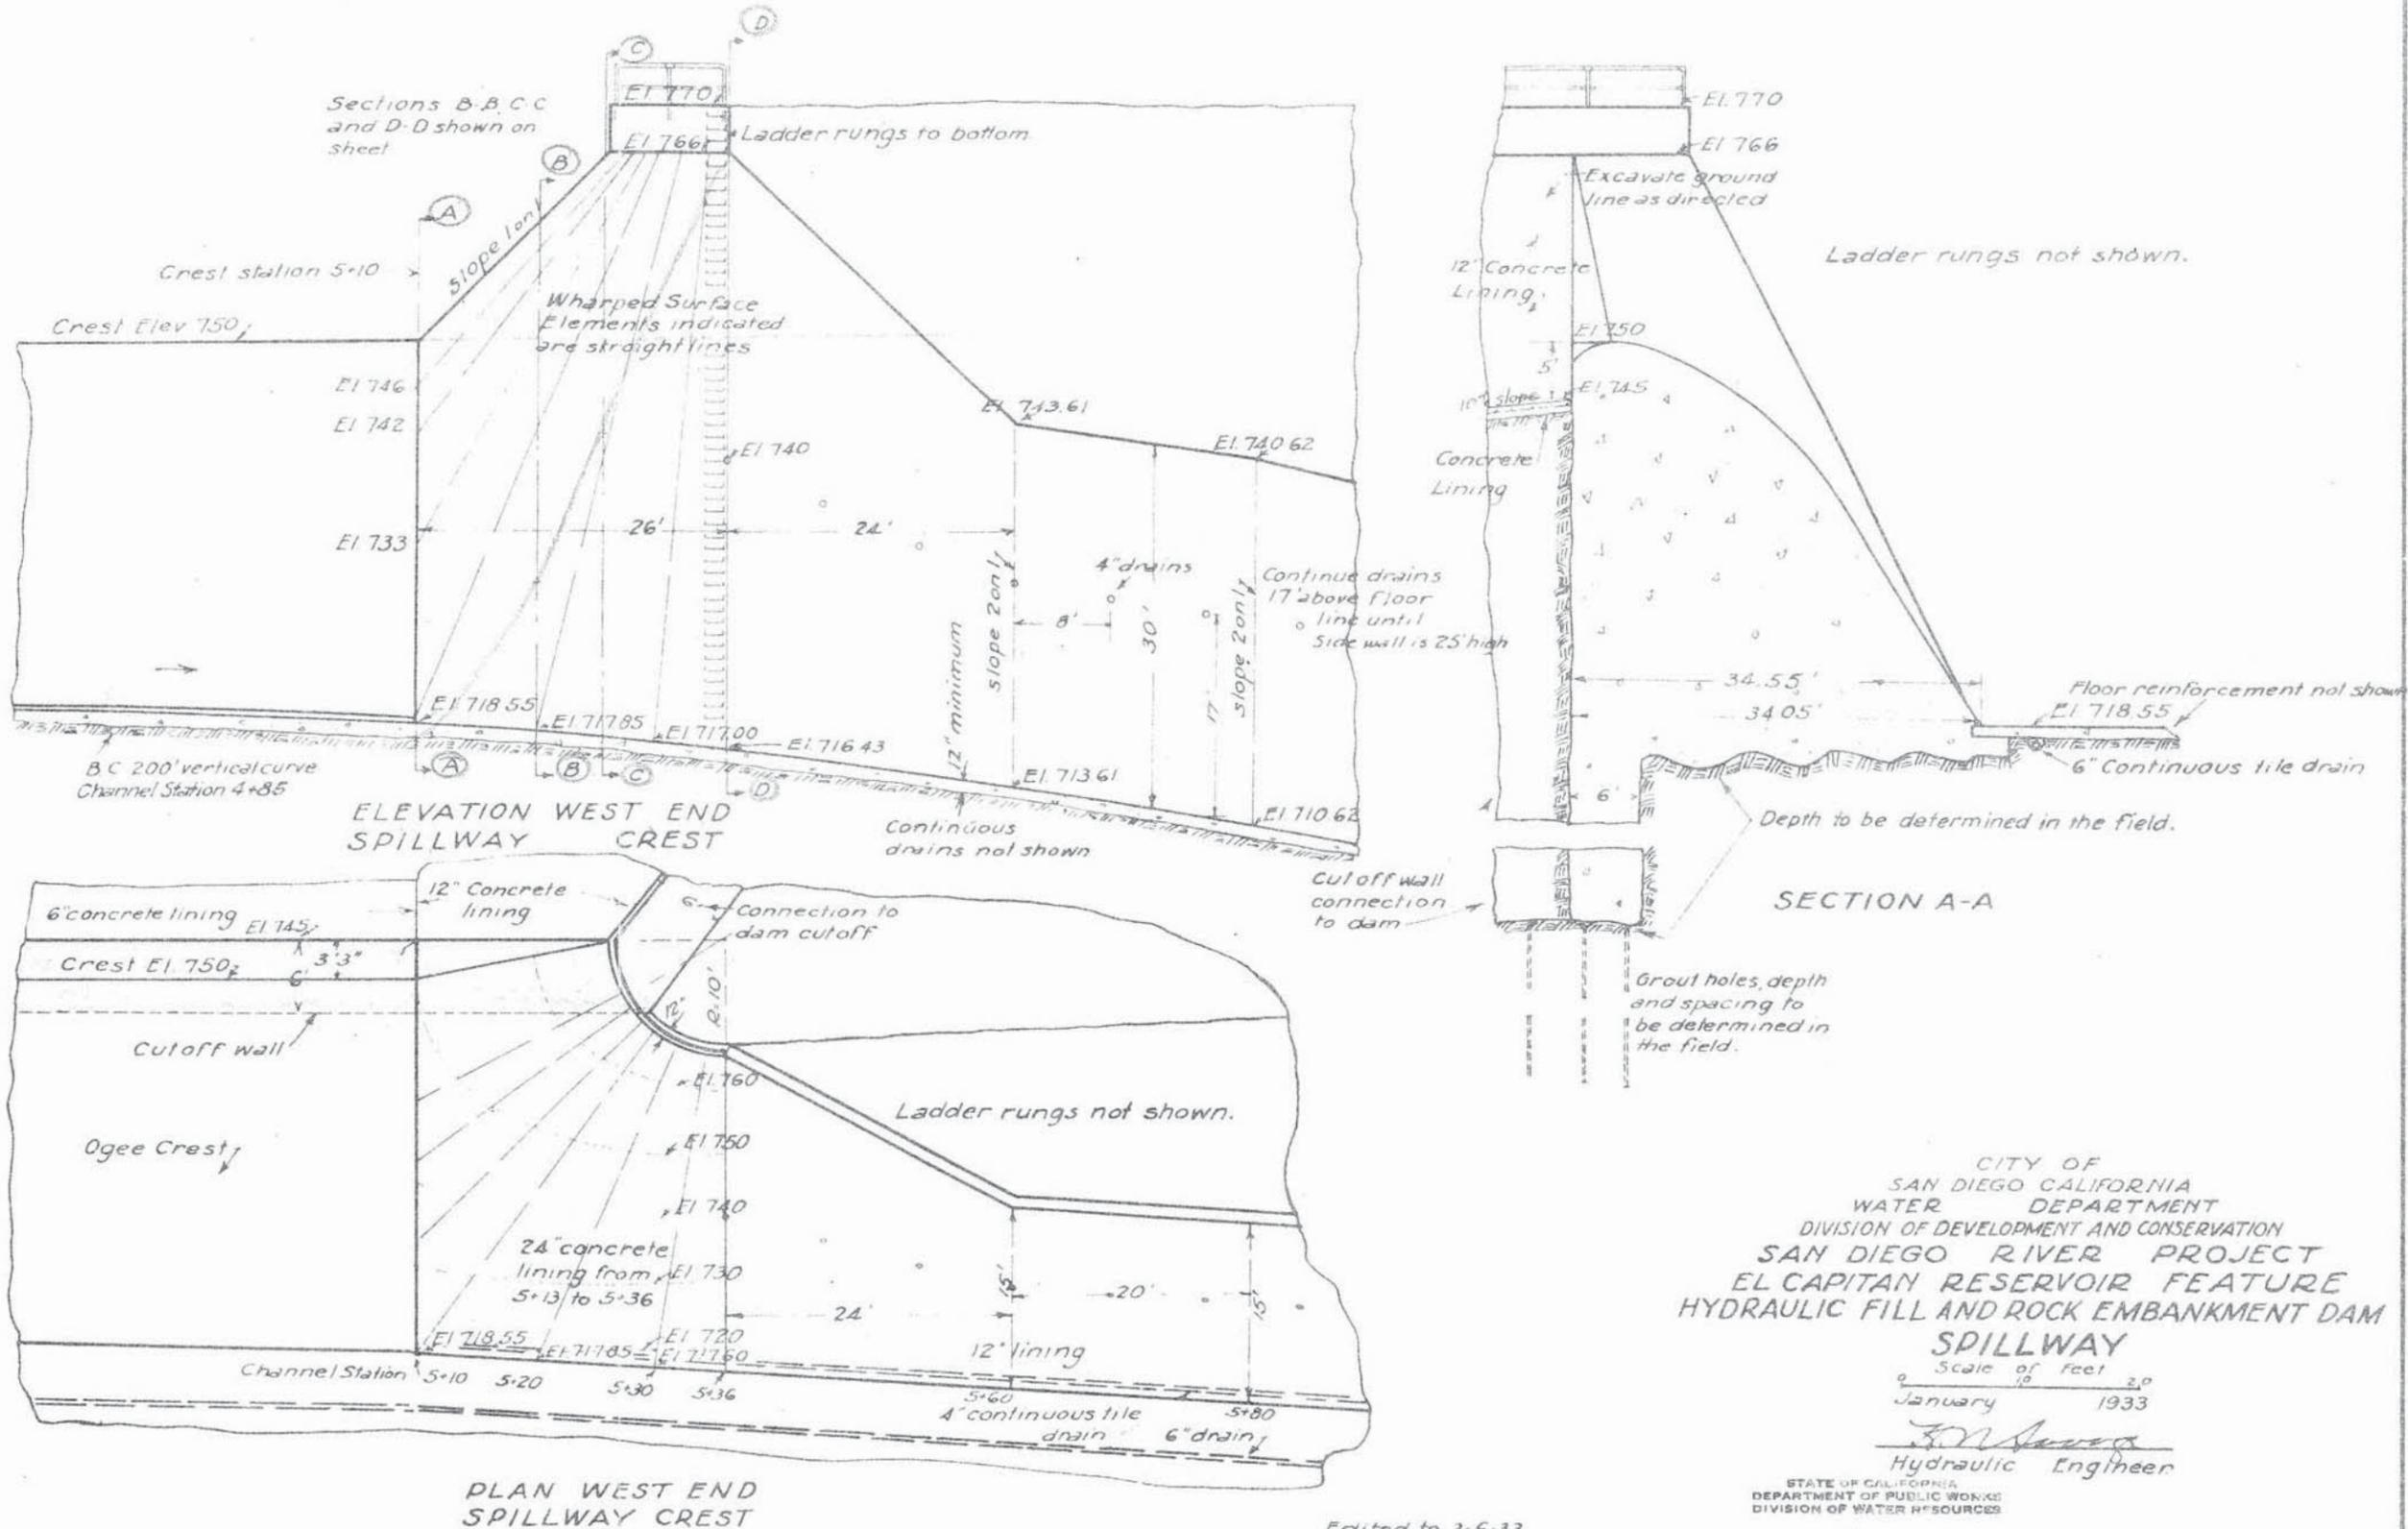 Sections B-B, C-C
and D-D shown on
sheet
A
B
C
D
El. 770
El. 766
Ladder rungs to bottom
Slope 1 on 1
Crest station 5+10
Crest Elev 750
Wharped Surface
Elements indicated
are straight lines
El 746
El 742
El 733
El. 740
El. 743.61
El. 740 62
26'
24'
4" drains
8'
30'
17'
12" minimum
slope 2 on 1
slope 2 on 1
Continue drains
17' above floor
line until
Side wall is 25' high
El 718 55
El 717 85
El 717.00
El 716 43
El 713.61
El 710 62
B C 200' vertical curve
Channel Station 4+85
A
B
C
D
Continuous
drains not shown
ELEVATION WEST END
SPILLWAY CREST
El. 770
El 766
Excavate ground
line as directed
Ladder rungs not shown.
12" Concrete
Lining
El 750
5'
El 745
slope
Concrete
Lining
34.55'
34.05'
Floor reinforcement not shown
El 718.55
6" Continuous tile drain
6'
Depth to be determined in the field.
Cutoff wall
connection
to dam
SECTION A-A
Grout holes, depth
and spacing to
be determined in
the field.
6" concrete lining
El 745
12" Concrete
lining
Connection to
dam cutoff
6'
Crest El. 750
3'3"
6'
Cutoff wall
12"
R=10'
El 760
El 750
El 740
El 730
El 720
Ladder rungs not shown.
Ogee Crest
24" concrete
lining from
5+13 to 5+36
24'
15'
20'
15'
El 718.55
El 717.85
El 717.60
12" lining
Channel Station 5+10 5+20 5+30 5+36 5+60 5+80
4" continuous tile
drain
6" drain
PLAN WEST END
SPILLWAY CREST
CITY OF
SAN DIEGO CALIFORNIA
WATER DEPARTMENT
DIVISION OF DEVELOPMENT AND CONSERVATION
SAN DIEGO RIVER PROJECT
EL CAPITAN RESERVOIR FEATURE
HYDRAULIC FILL AND ROCK EMBANKMENT DAM
SPILLWAY
Scale of Feet
0 10 20
January 1933
Hydraulic Engineer
STATE OF CALIFORNIA
DEPARTMENT OF PUBLIC WORKS
DIVISION OF WATER RESOURCES